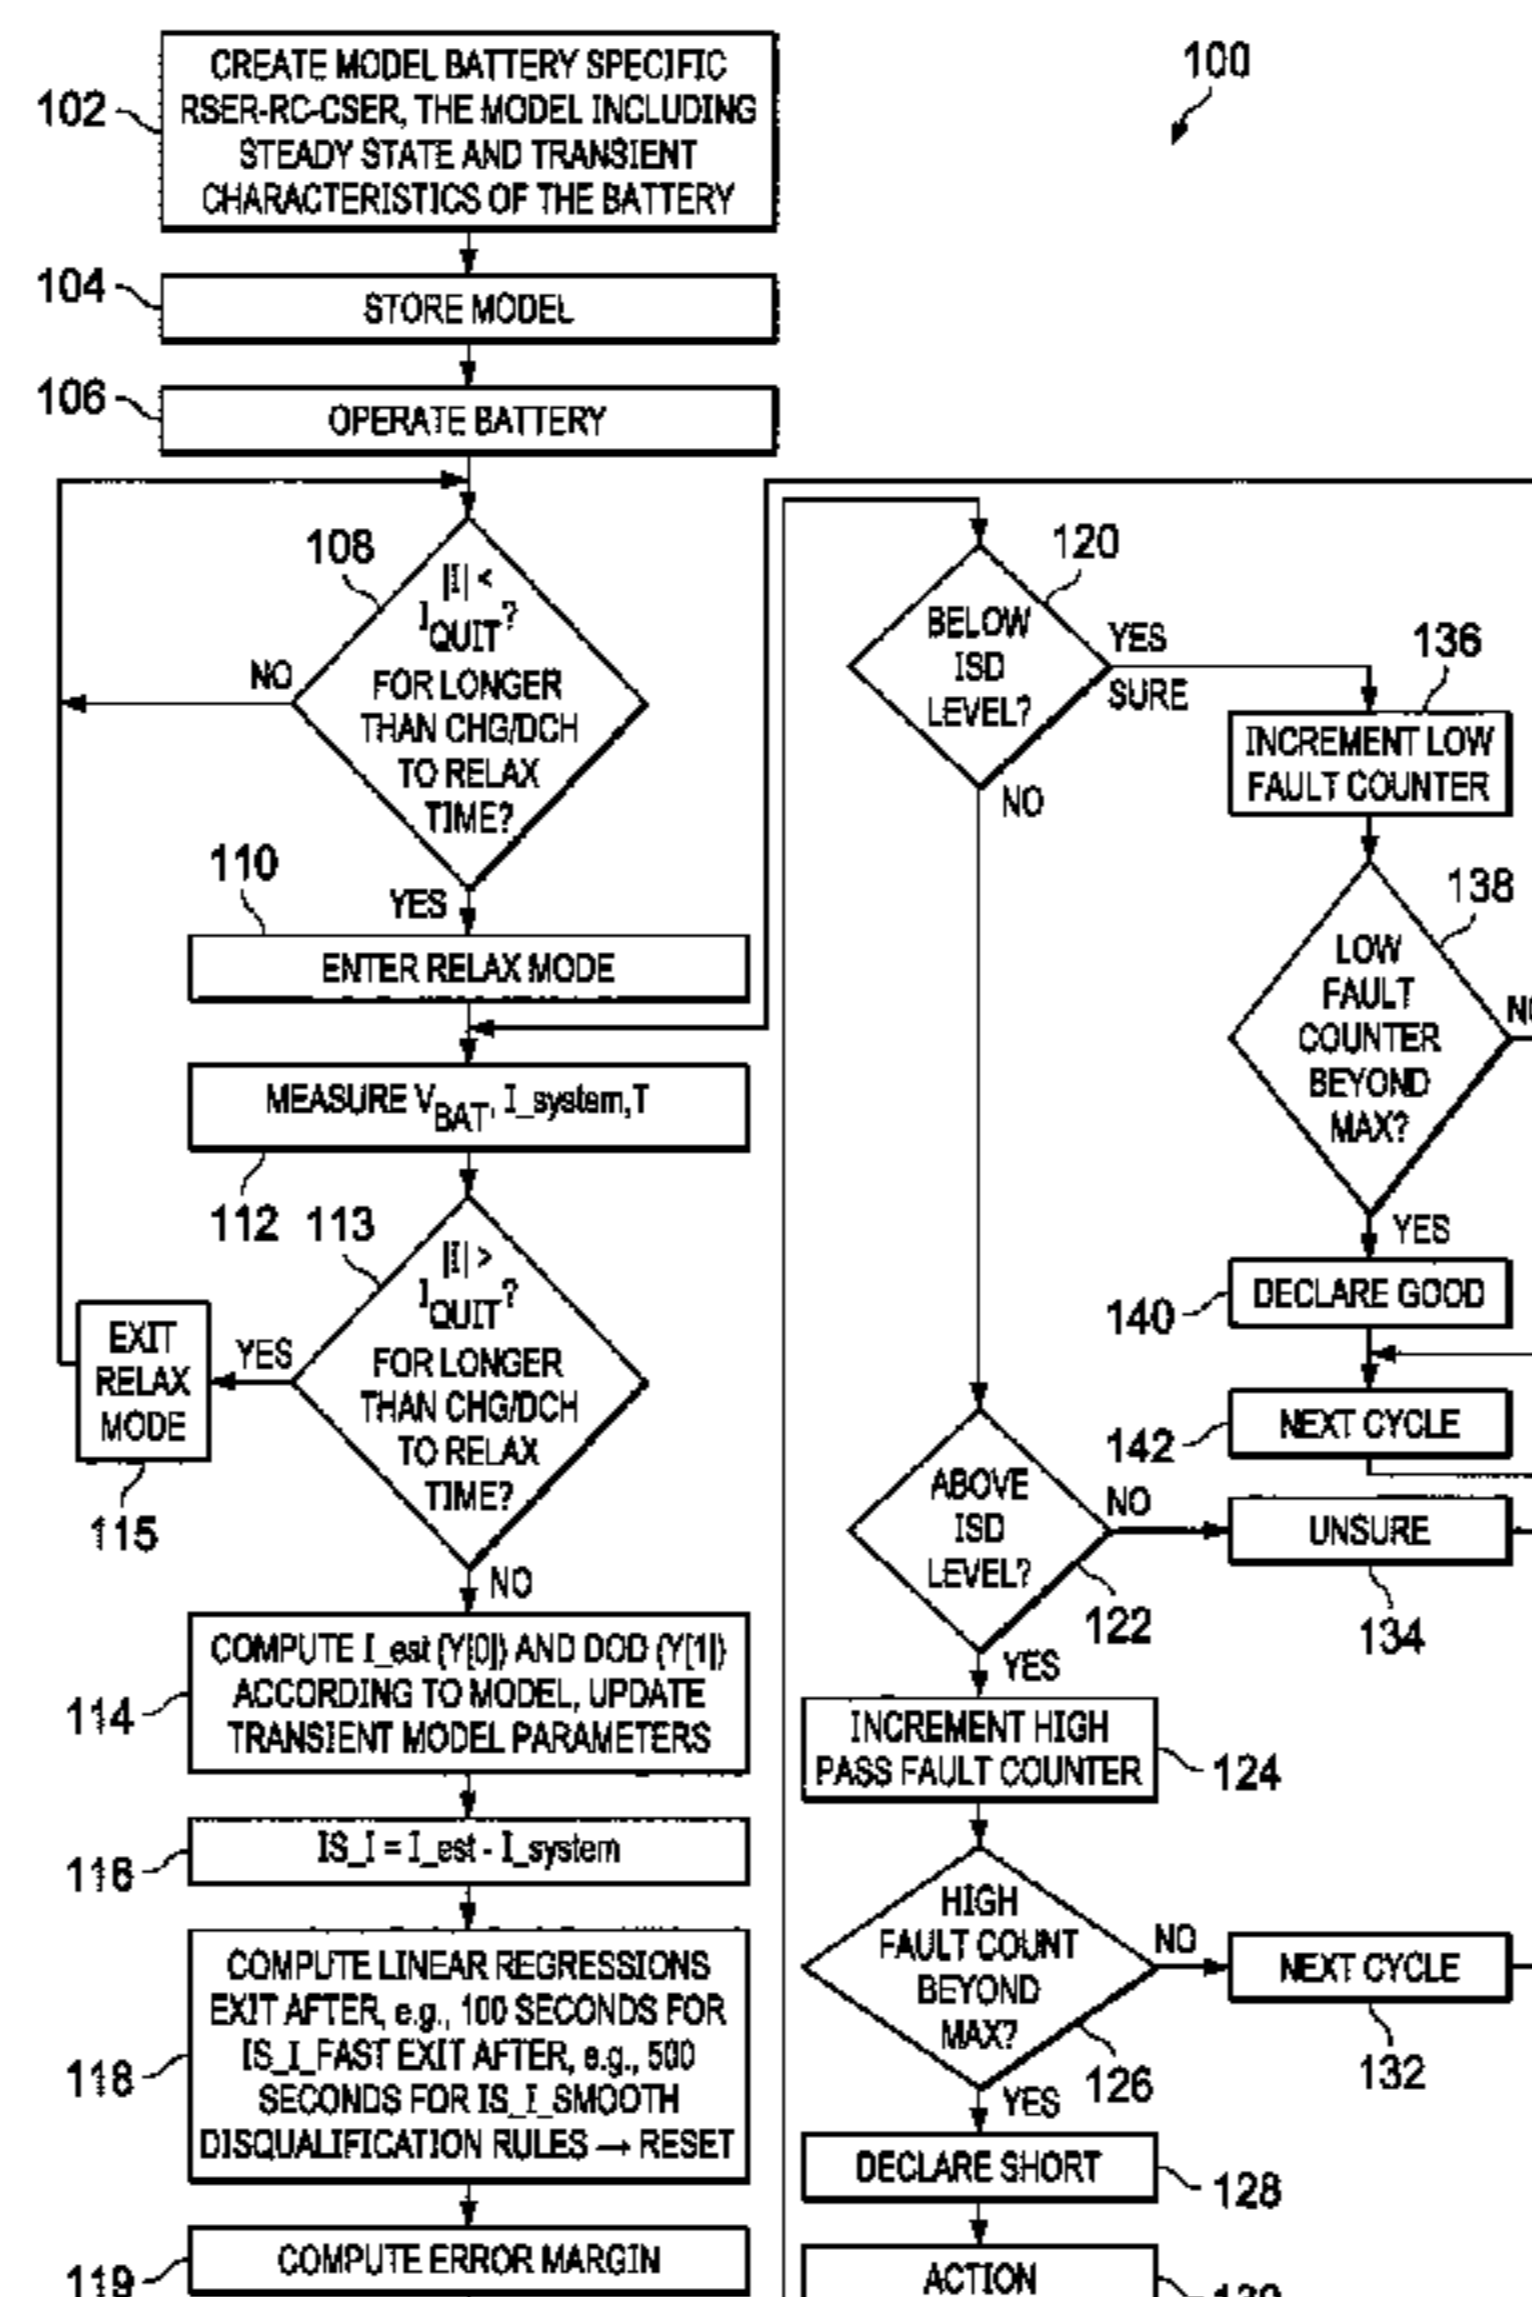 100
102
CREATE MODEL BATTERY SPECIFIC
RSER-RC-CSER, THE MODEL INCLUDING
STEADY STATE AND TRANSIENT
CHARACTERISTICS OF THE BATTERY
104
STORE MODEL
106
OPERATE BATTERY
108
|I| <
IQUIT?
FOR LONGER
THAN CHG/DCH
TO RELAX
TIME?
NO
YES
110
ENTER RELAX MODE
MEASURE VBAT, I_system,T
112
113
|I| >
IQUIT?
FOR LONGER
THAN CHG/DCH
TO RELAX
TIME?
YES
EXIT
RELAX
MODE
115
NO
COMPUTE I_est (Y[0]) AND DOD (Y[1])
ACCORDING TO MODEL, UPDATE
TRANSIENT MODEL PARAMETERS
114
IS_I = I_est - I_system
116
COMPUTE LINEAR REGRESSIONS
EXIT AFTER, e.g., 100 SECONDS FOR
IS_I_FAST EXIT AFTER, e.g., 500
SECONDS FOR IS_I_SMOOTH
DISQUALIFICATION RULES → RESET
118
COMPUTE ERROR MARGIN
119
120
BELOW
ISD
LEVEL?
YES
SURE
NO
136
INCREMENT LOW
FAULT COUNTER
138
LOW
FAULT
COUNTER
BEYOND
MAX?
NO
YES
DECLARE GOOD
140
NEXT CYCLE
142
ABOVE
ISD
LEVEL?
NO
122
UNSURE
134
YES
INCREMENT HIGH
PASS FAULT COUNTER
124
HIGH
FAULT COUNT
BEYOND
MAX?
NO
126
NEXT CYCLE
132
YES
DECLARE SHORT
128
ACTION